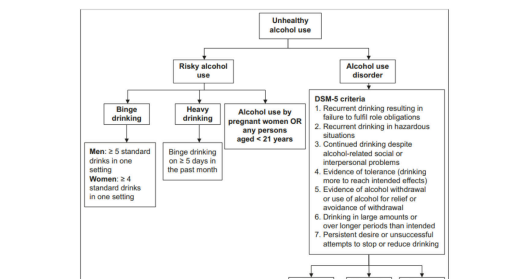 Unhealthy
alcohol use
Risky alcohol
use
Alcohol use
disorder
Binge
drinking
Heavy
drinking
Alcohol use by
pregnant women OR
any persons
aged < 21 years
Men: ≥ 5 standard
drinks in one
setting
Women: ≥ 4
standard drinks
in one setting
Binge drinking
on ≥ 5 days in
the past month
DSM-5 criteria
1. Recurrent drinking resulting in
failure to fulfil role obligations
2. Recurrent drinking in hazardous
situations
3. Continued drinking despite
alcohol-related social or
interpersonal problems
4. Evidence of tolerance (drinking
more to reach intended effects)
5. Evidence of alcohol withdrawal
or use of alcohol for relief or
avoidance of withdrawal
6. Drinking in large amounts or
over longer periods than intended
7. Persistent desire or unsuccessful
attempts to stop or reduce drinking